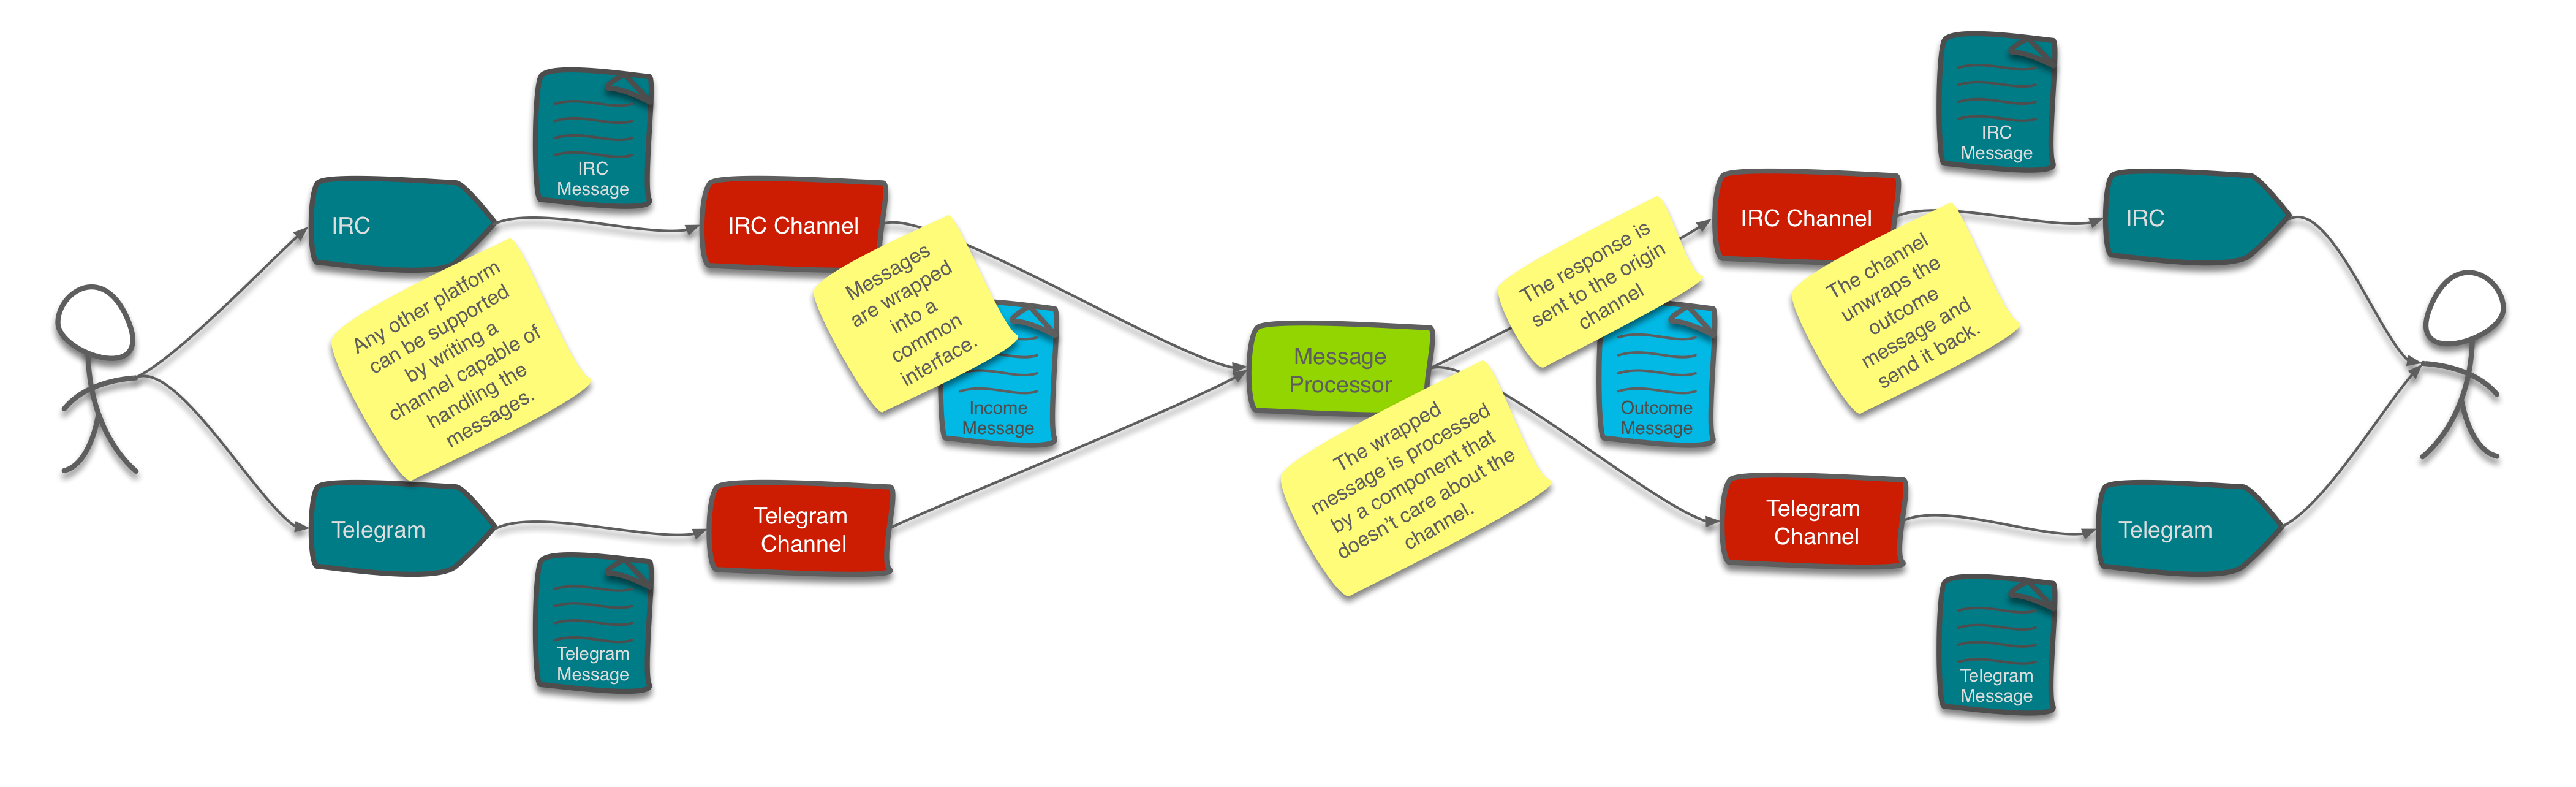 IRC
Message
IRC
Any other platform
can be supported
by writing a
channel capable of
handling the
messages.
Telegram
Telegram
Message
IRC Channel
Messages
are wrapped
into a
common
interface.
Income
Message
Telegram
Channel
Message
Processor
The wrapped
message is processed
by a component that
doesn't care about the
channel.
The response is
sent to the origin
channel
Outcome
Message
IRC Channel
The channel
unwraps the
outcome
message and
send it back.
Telegram
Channel
IRC
Message
IRC
Telegram
Telegram
Message